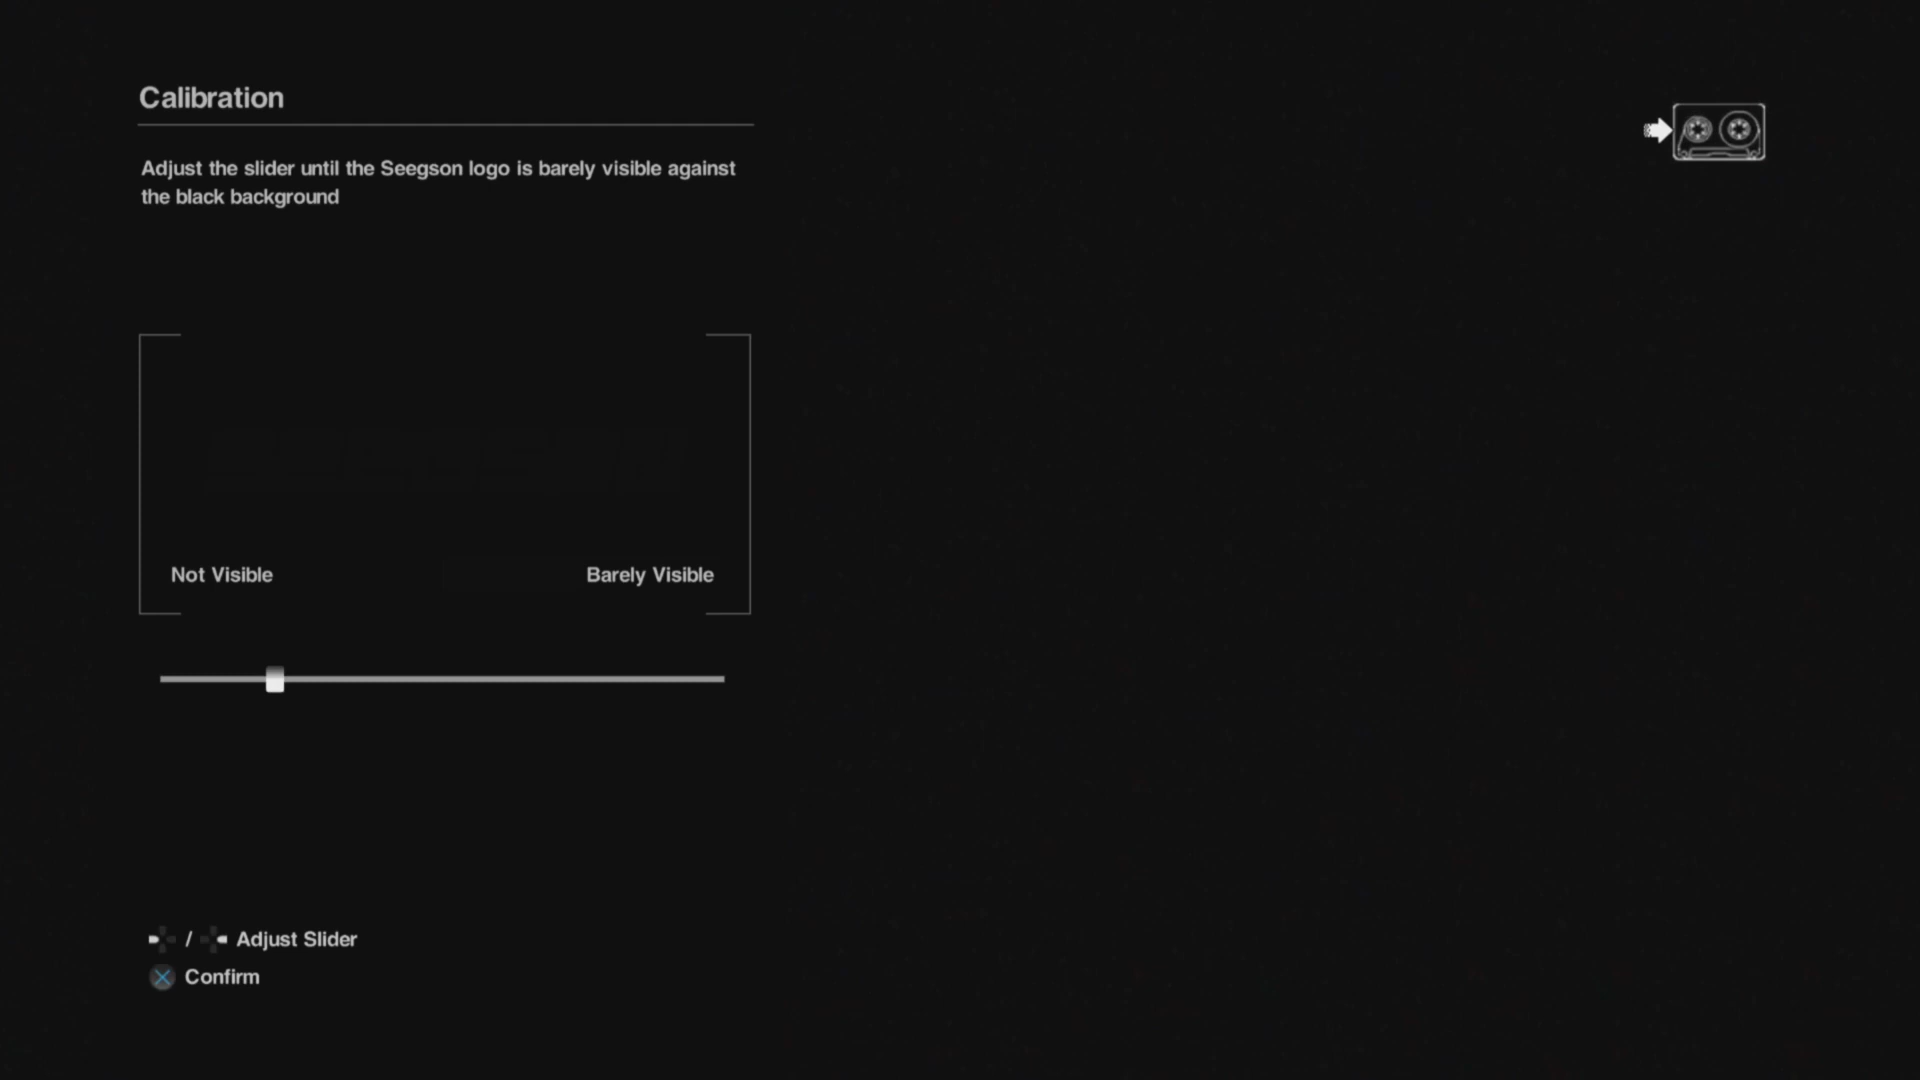 Calibration
Adjust the slider until the Seegson logo is barely visible against
the black background
SEEGSON
Not Visible
Barely Visible
/ Adjust Slider
Confirm